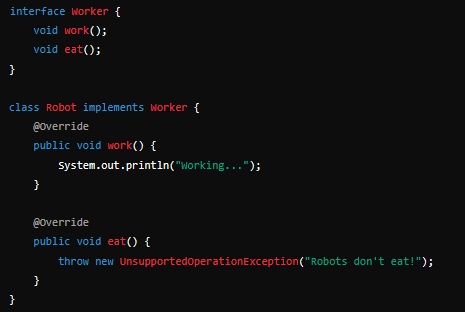 interface Worker {
    void work();
    void eat();
}

class Robot implements Worker {
    @Override
    public void work() {
        System.out.println("Working...");
    }

    @Override
    public void eat() {
        throw new UnsupportedOperationException("Robots don't eat!");
    }
}